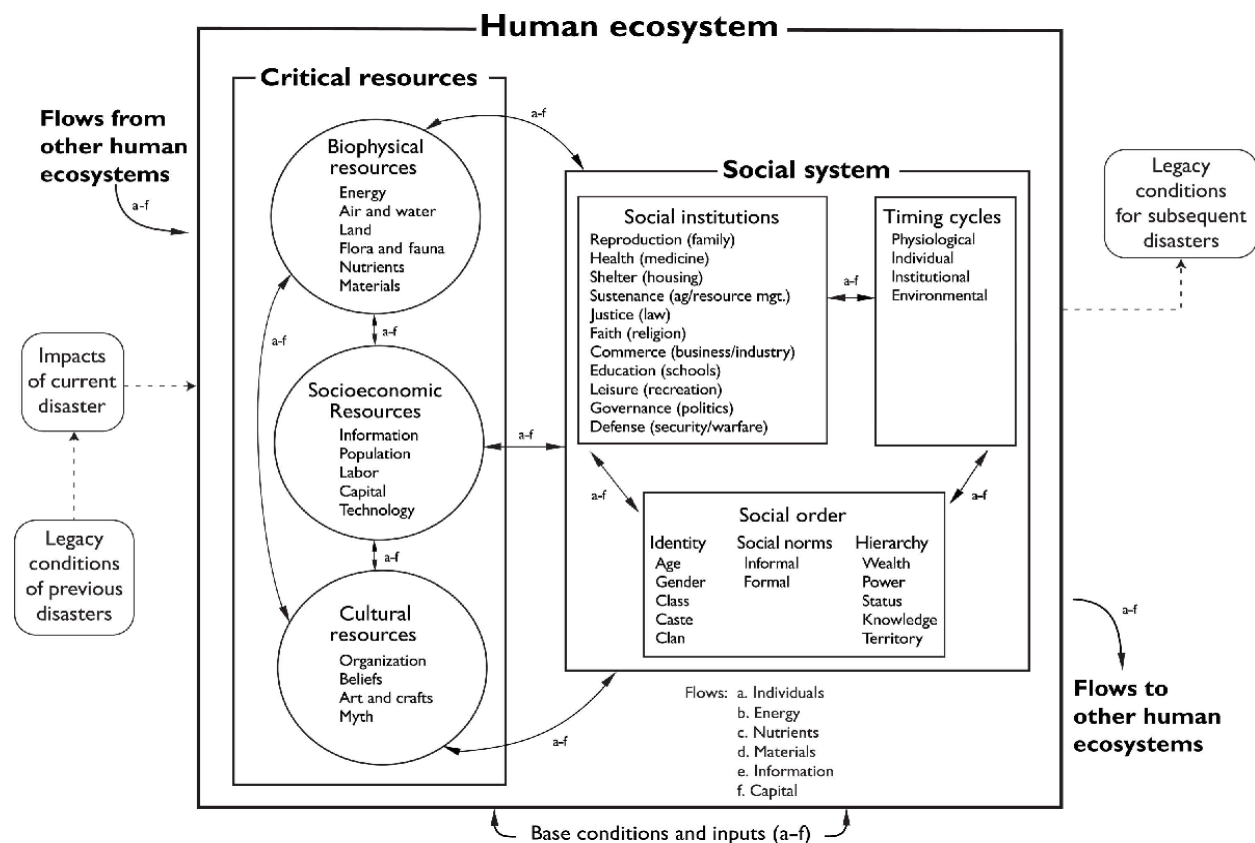 Human ecosystem
Critical resources
Flows from
other human
ecosystems
a-f
Biophysical
resources
Energy
Air and water
Land
Flora and fauna
Nutrients
Materials
a-f
a-f
a-f
Socioeconomic
Resources
Information
Population
Labor
Capital
Technology
a-f
a-f
Cultural
resources
Organization
Beliefs
Art and crafts
Myth
a-f
Impacts
of current
disaster
Legacy
conditions
of previous
disasters
Social system
Social institutions
Reproduction (family)
Health (medicine)
Shelter (housing)
Sustenance (ag/resource mgt.)
Justice (law)
Faith (religion)
Commerce (business/industry)
Education (schools)
Leisure (recreation)
Governance (politics)
Defense (security/warfare)
a-f
Timing cycles
Physiological
Individual
Institutional
Environmental
a-f
a-f
Social order
Identity
Age
Gender
Class
Caste
Clan
Social norms
Informal
Formal
Hierarchy
Wealth
Power
Status
Knowledge
Territory
Legacy
conditions
for subsequent
disasters
a-f
Flows to
other human
ecosystems
Flows: a. Individuals
b. Energy
c. Nutrients
d. Materials
e. Information
f. Capital
Base conditions and inputs (a–f)